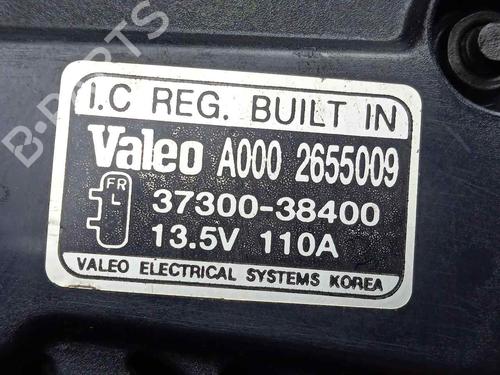 B-PARTS
I.C REG. BUILT IN
Valeo A000 2655009
FR
L
37300-38400
13.5V 110A
VALEO ELECTRICAL SYSTEMS KOREA